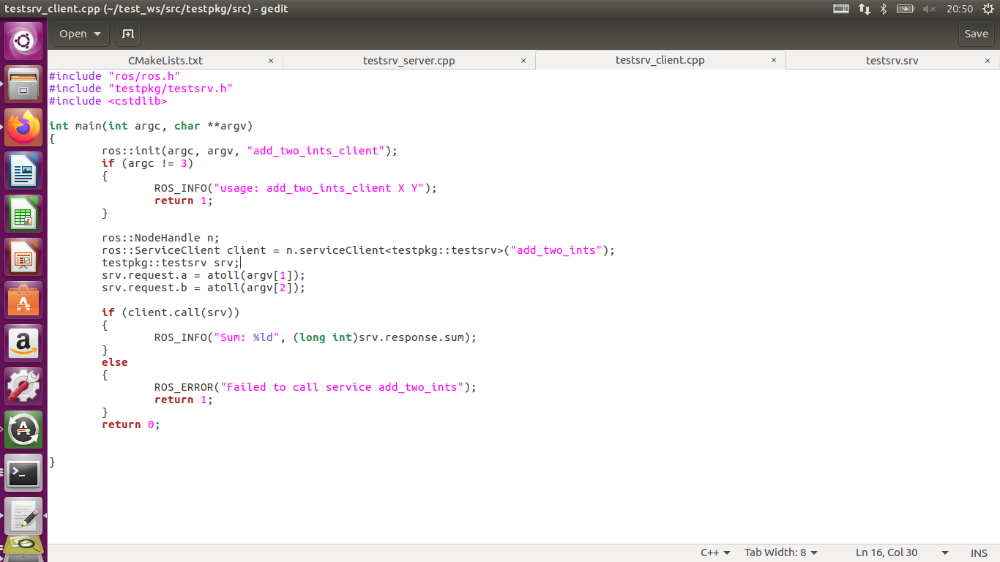 testsrv_client.cpp (~/test_ws/src/testpkg/src) - gedit
20:50
Open
Save
CMakeLists.txt × testsrv_server.cpp × testsrv_client.cpp × testsrv.srv ×
#include "ros/ros.h"
#include "testpkg/testsrv.h"
#include <cstdlib>
int main(int argc, char **argv)
{
ros::init(argc, argv, "add_two_ints_client");
if (argc != 3)
{
ROS_INFO("usage: add_two_ints_client X Y");
return 1;
}
ros::NodeHandle n;
ros::ServiceClient client = n.serviceClient<testpkg::testsrv>("add_two_ints");
testpkg::testsrv srv;
srv.request.a = atoll(argv[1]);
srv.request.b = atoll(argv[2]);
if (client.call(srv))
{
ROS_INFO("Sum: %ld", (long int)srv.response.sum);
}
else
{
ROS_ERROR("Failed to call service add_two_ints");
return 1;
}
return 0;
}
C++ Tab Width: 8 Ln 16, Col 30 INS